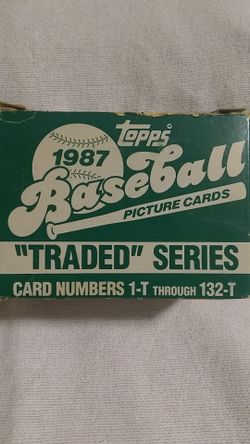 topps
1987
Baseball
PICTURE CARDS
"TRADED" SERIES
CARD NUMBERS 1-T THROUGH 132-T